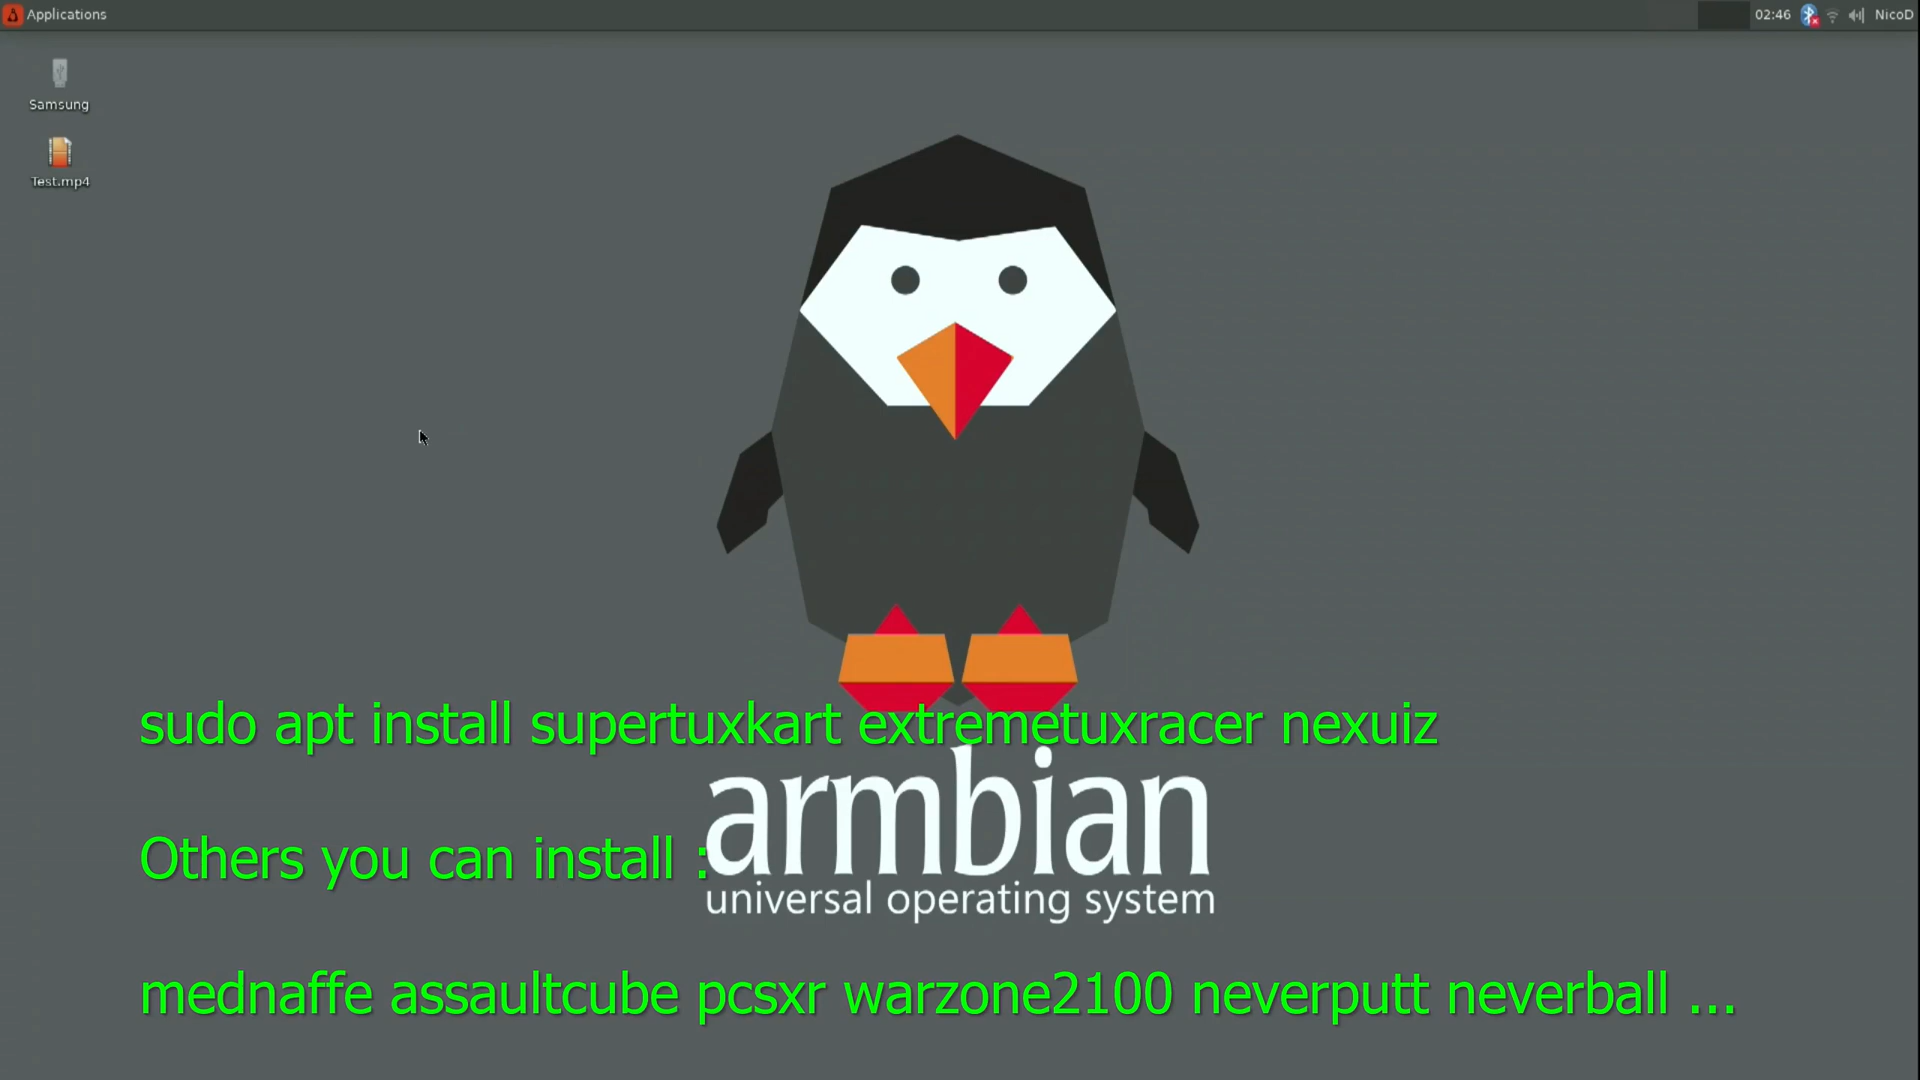 Applications
02:46
NicoD
Samsung
Test.mp4
sudo apt install supertuxkart extremetuxracer nexuiz
Others you can install :
armbian
universal operating system
mednaffe assaultcube pcsxr warzone2100 neverputt neverball ...